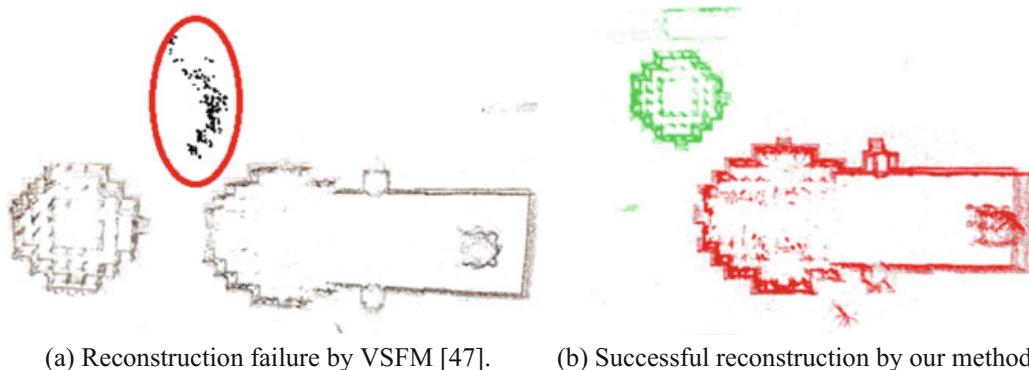 (a) Reconstruction failure by VSFM [47].
(b) Successful reconstruction by our method